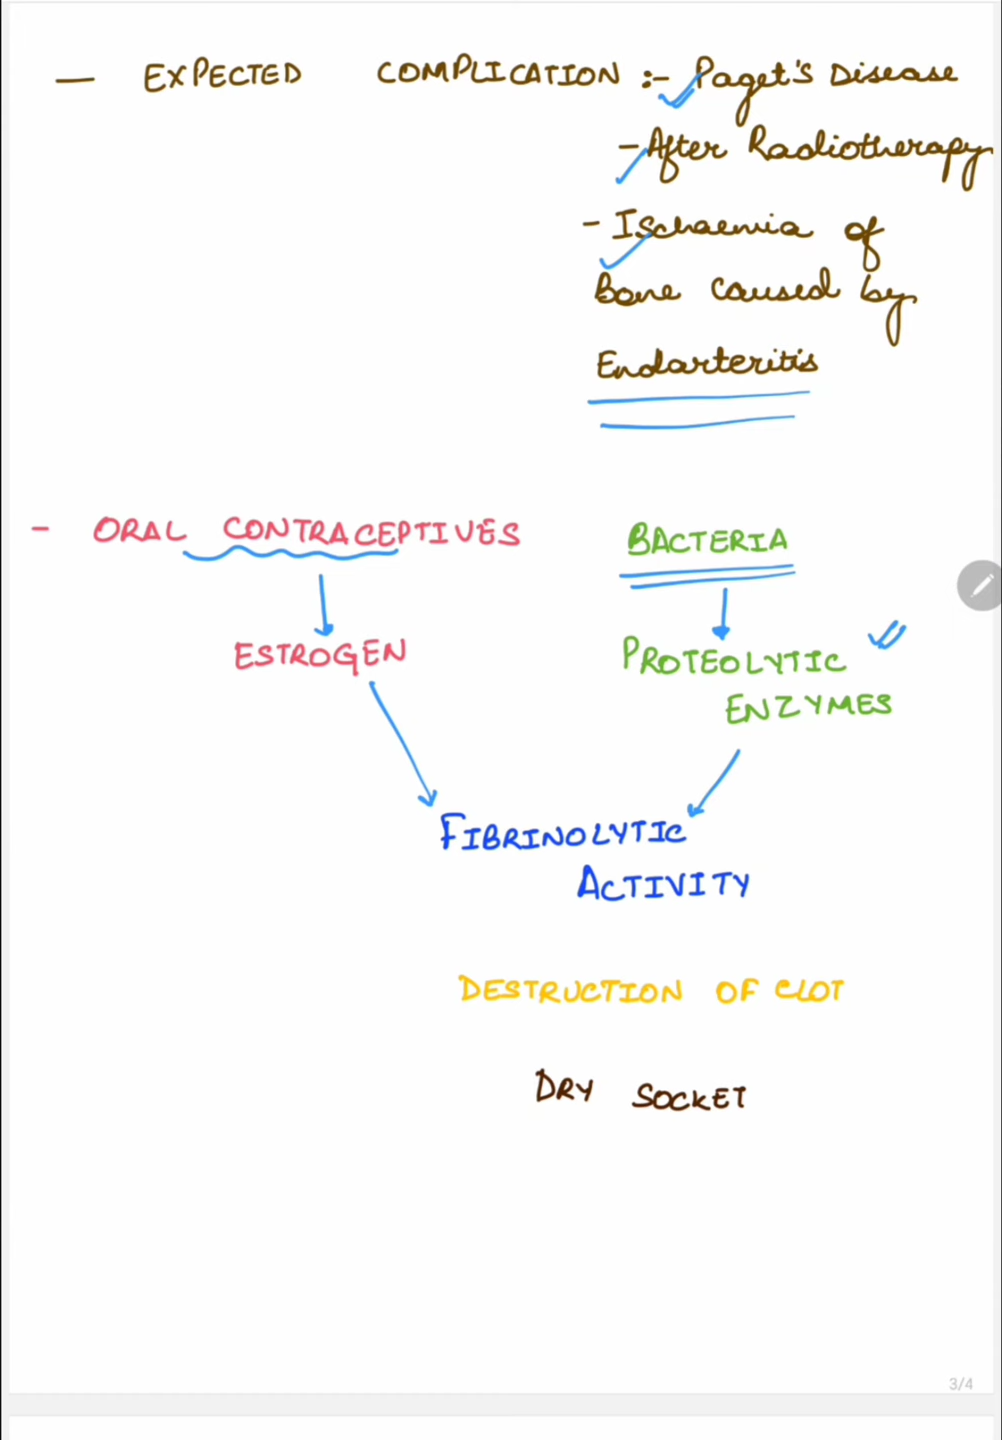 — EXPECTED COMPLICATION :- Paget's Disease
- After Radiotherapy
- Ischaemia of
Bone caused by
Endarteritis
- ORAL CONTRACEPTIVES
BACTERIA
ESTROGEN
PROTEOLYTIC
ENZYMES
FIBRINOLYTIC
ACTIVITY
DESTRUCTION OF CLOT
DRY SOCKET
3/4